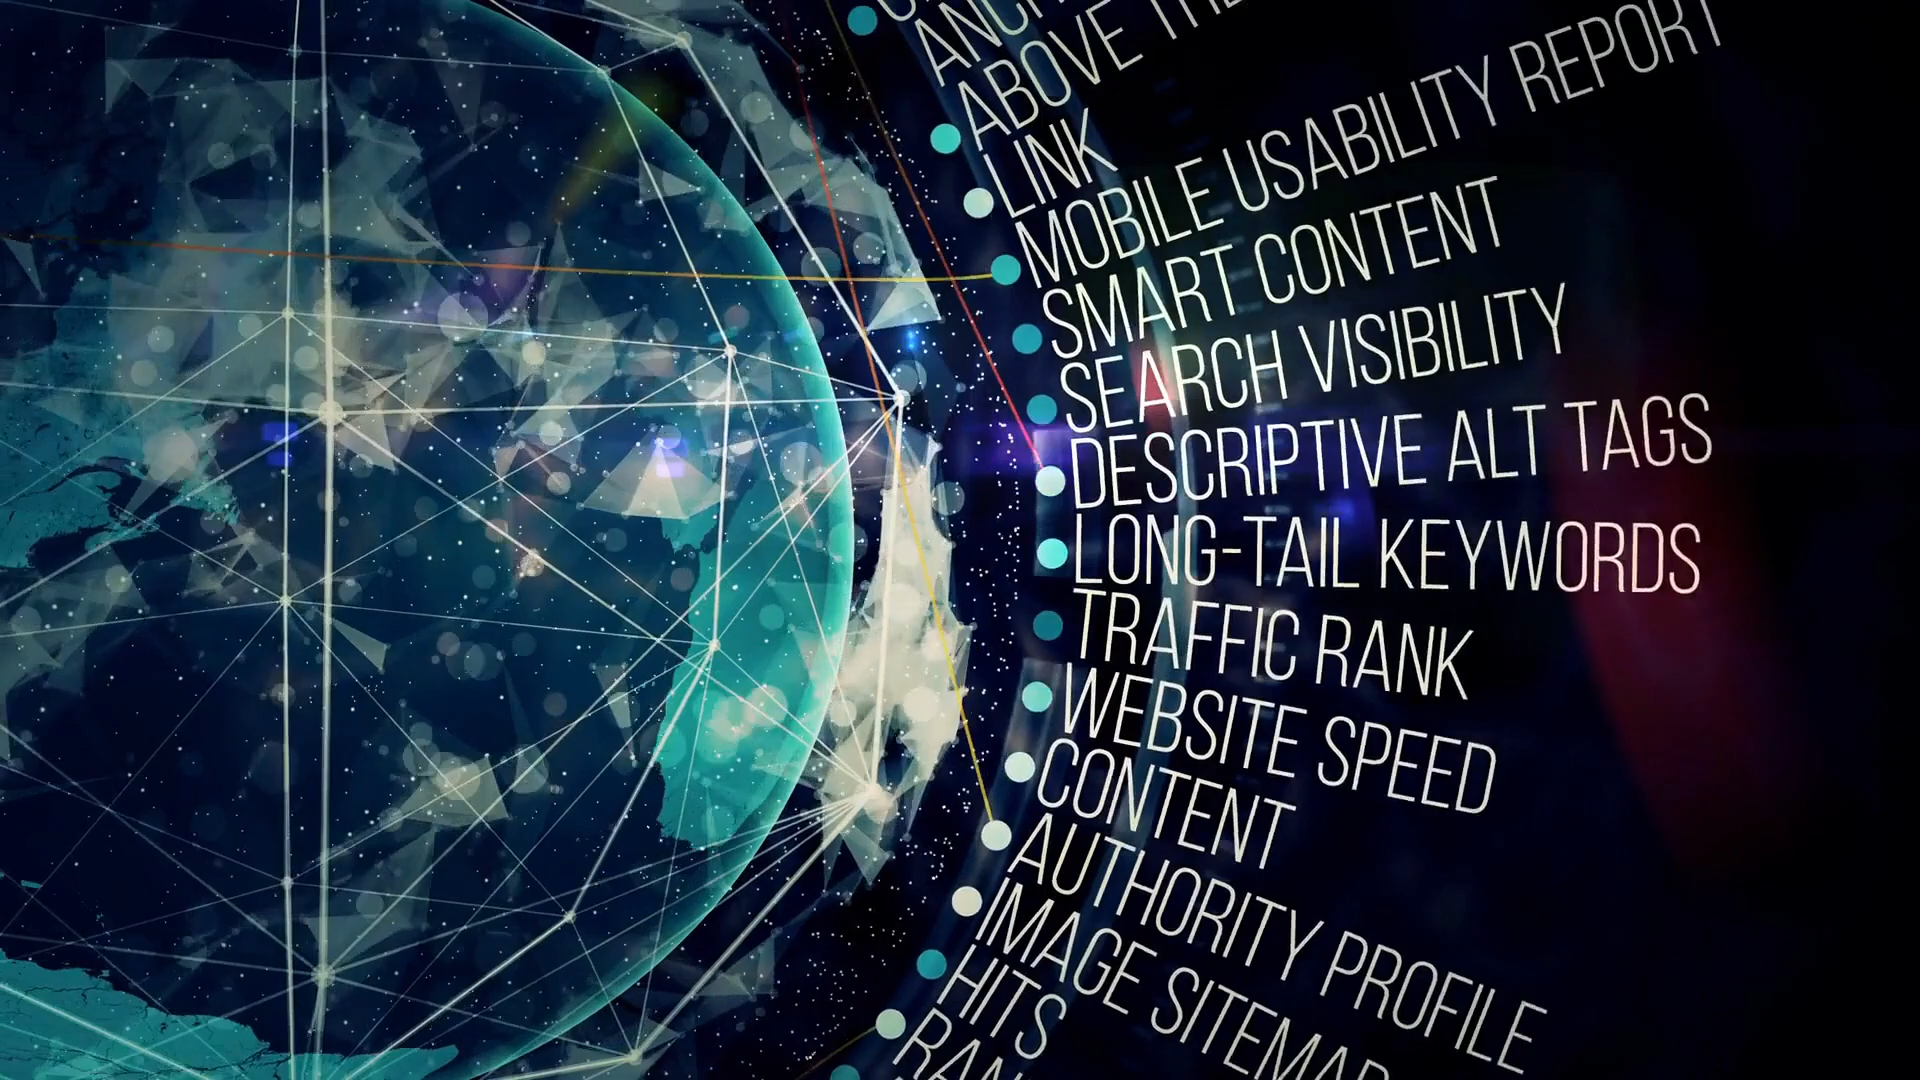 ABOVE
LINK
MOBILE USABILITY REPORT
SMART CONTENT
SEARCH VISIBILITY
DESCRIPTIVE ALT TAGS
LONG-TAIL KEYWORDS
TRAFFIC RANK
WEBSITE SPEED
CONTENT
AUTHORITY PROFILE
IMAGE SITEMAP
HITS